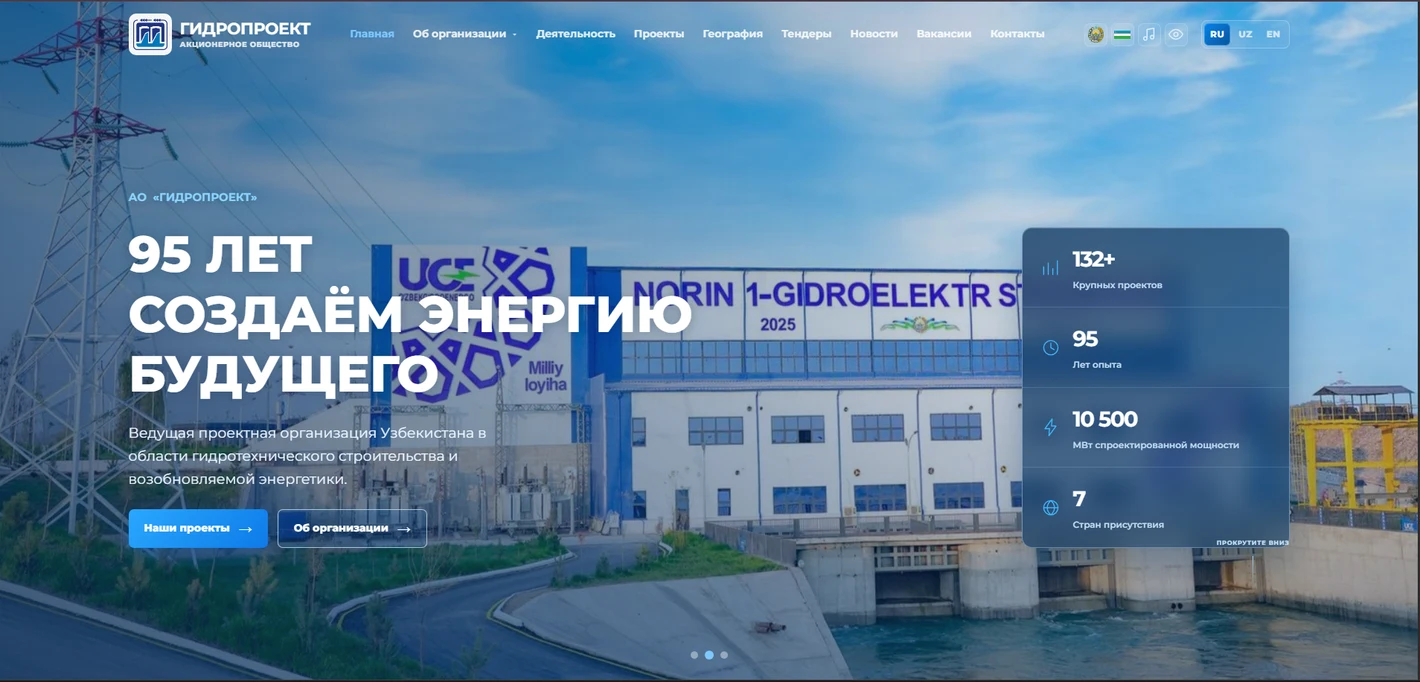 ГИДРОПРОЕКТ
АКЦИОНЕРНОЕ ОБЩЕСТВО
Главная Об организации Деятельность Проекты География Тендеры Новости Вакансии Контакты
RU UZ EN
АО «ГИДРОПРОЕКТ»
95 ЛЕТ
СОЗДАЁМ ЭНЕРГИЮ
БУДУЩЕГО
Ведущая проектная организация Узбекистана в
области гидротехнического строительства и
возобновляемой энергетики.
Наши проекты →
Об организации →
UGE
NORIN 1-GIDROELEKTR ST
2025
Milliy
loyiha
132+
Крупных проектов
95
Лет опыта
10 500
МВт спроектированной мощности
7
Стран присутствия
ПРОКРУТИТЕ ВНИЗ